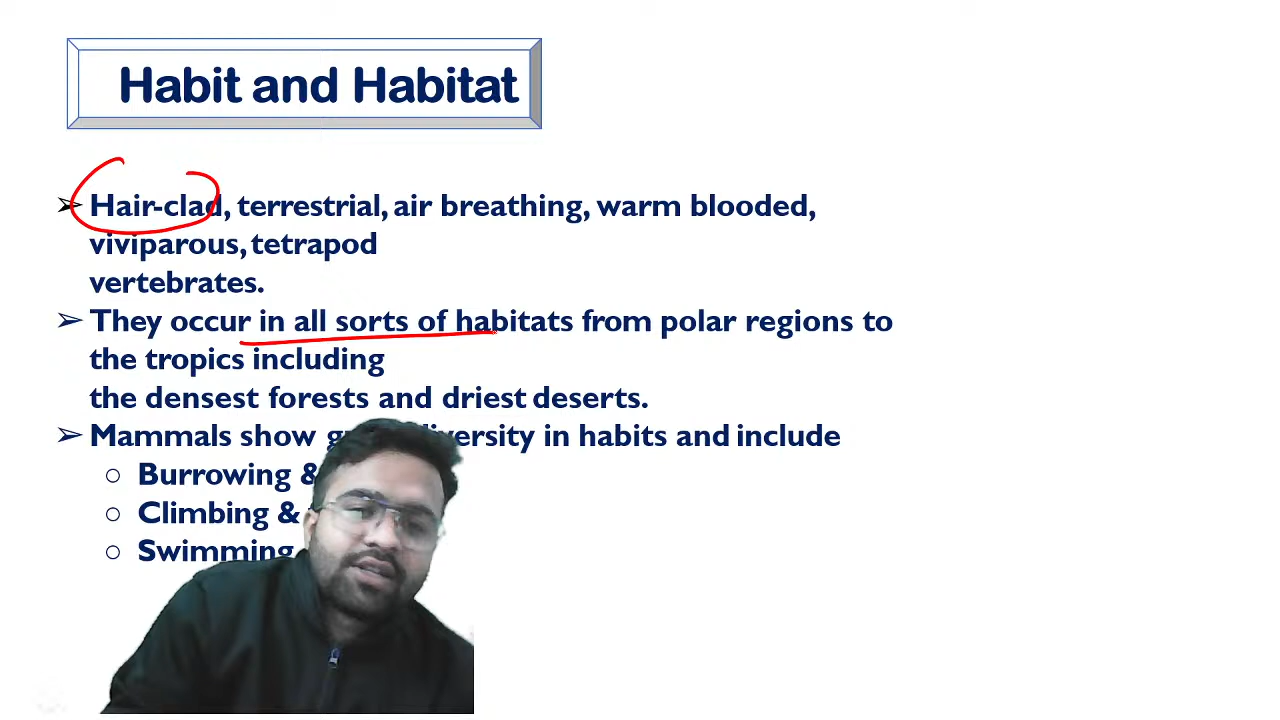 Habit and Habitat
➢ Hair-clad, terrestrial, air breathing, warm blooded,
viviparous, tetrapod
vertebrates.
➢ They occur in all sorts of habitats from polar regions to
the tropics including
the densest forests and driest deserts.
➢ Mammals show diversity in habits and include
○ Burrowing &
○ Climbing &
○ Swimming